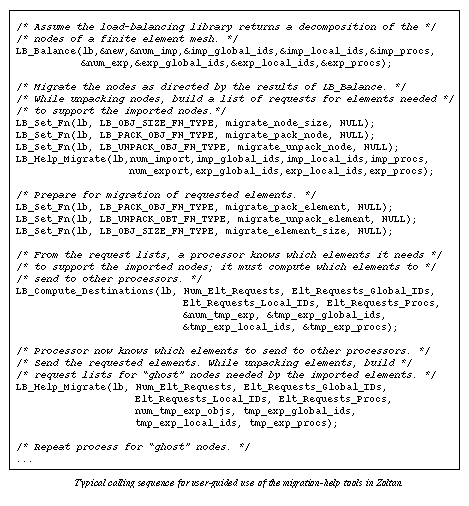 /* Assume the load-balancing library returns a decomposition of the */
/* nodes of a finite element mesh. */
LB_Balance(lb,&new,&num_imp,&imp_global_ids,&imp_local_ids,&imp_procs,
&num_exp,&exp_global_ids,&exp_local_ids,&exp_procs);
/* Migrate the nodes as directed by the results of LB_Balance. */
/* While unpacking nodes, build a list of requests for elements needed */
/* to support the imported nodes.*/
LB_Set_Fn(lb, LB_OBJ_SIZE_FN_TYPE, migrate_node_size, NULL);
LB_Set_Fn(lb, LB_PACK_OBJ_FN_TYPE, migrate_pack_node, NULL);
LB_Set_Fn(lb, LB_UNPACK_OBJ_FN_TYPE, migrate_unpack_node, NULL);
LB_Help_Migrate(lb,num_import,imp_global_ids,imp_local_ids,imp_procs,
num_export,exp_global_ids,exp_local_ids,exp_procs);
/* Prepare for migration of requested elements. */
LB_Set_Fn(lb, LB_PACK_OBJ_FN_TYPE, migrate_pack_element, NULL);
LB_Set_Fn(lb, LB_UNPACK_OBT_FN_TYPE, migrate_unpack_element, NULL);
LB_Set_Fn(lb, LB_OBJ_SIZE_FN_TYPE, migrate_element_size, NULL);
/* From the request lists, a processor knows which elements it needs */
/* to support the imported nodes; it must compute which elements to */
/* send to other processors. */
LB_Compute_Destinations(lb, Num_Elt_Requests, Elt_Requests_Global_IDs,
Elt_Requests_Local_IDs, Elt_Requests_Procs,
&num_tmp_exp, &tmp_exp_global_ids,
&tmp_exp_local_ids, &tmp_exp_procs);
/* Processor now knows which elements to send to other processors. */
/* Send the requested elements. While unpacking elements, build */
/* request lists for “ghost” nodes needed by the imported elements. */
LB_Help_Migrate(lb, Num_Elt_Requests, Elt_Requests_Global_IDs,
Elt_Requests_Local_IDs, Elt_Requests_Procs,
num_tmp_exp_objs, tmp_exp_global_ids,
tmp_exp_local_ids, tmp_exp_procs);
/* Repeat process for “ghost” nodes. */
...
Typical calling sequence for user-guided use of the migration-help tools in Zoltan.